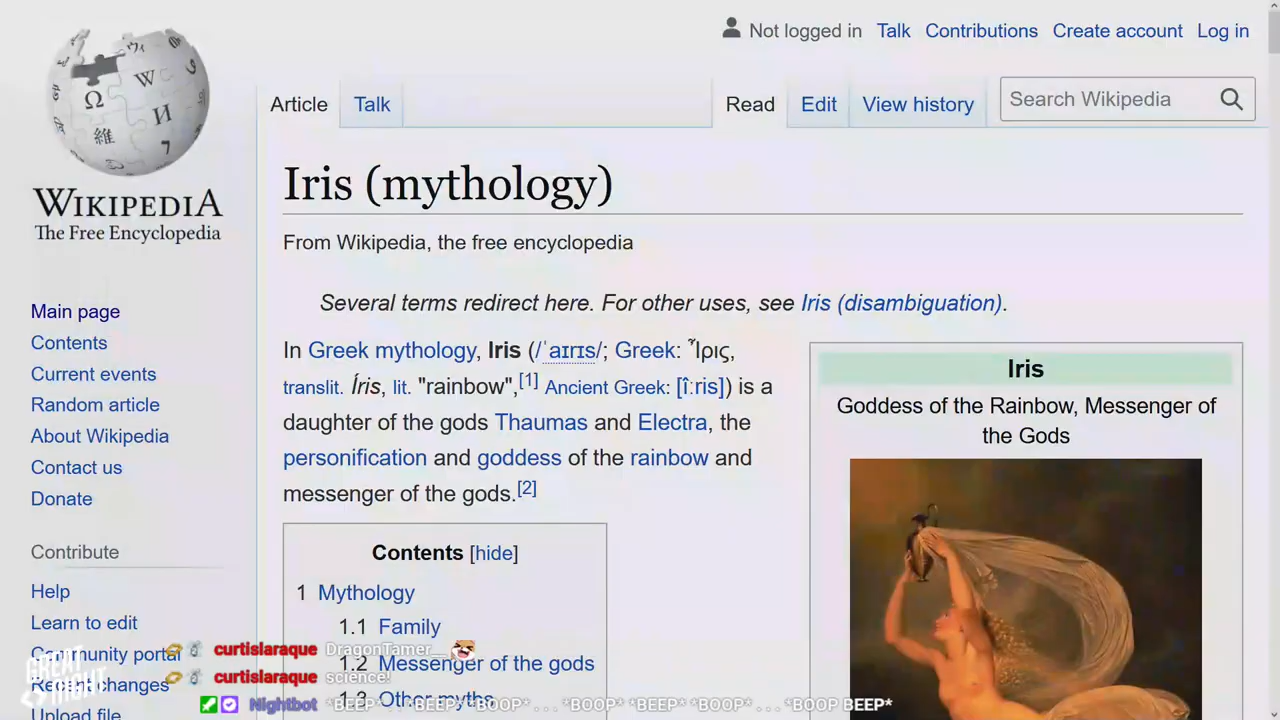 Not logged in Talk Contributions Create account Log in
Article Talk Read Edit View history Search Wikipedia
WIKIPEDIA
The Free Encyclopedia
Main page
Contents
Current events
Random article
About Wikipedia
Contact us
Donate
Contribute
Help
Learn to edit
Community portal
Recent changes
Upload file
Iris (mythology)
From Wikipedia, the free encyclopedia
Several terms redirect here. For other uses, see Iris (disambiguation).
In Greek mythology, Iris (/ˈaɪrɪs/; Greek: Ἶρις,
translit. Íris, lit. "rainbow",[1] Ancient Greek: [îːris]) is a
daughter of the gods Thaumas and Electra, the
personification and goddess of the rainbow and
messenger of the gods.[2]
Contents [hide]
1 Mythology
1.1 Family
1.2 Messenger of the gods
1.3 Other myths
Iris
Goddess of the Rainbow, Messenger of
the Gods
GREAT NIGHT
curtislaraque DragonTamer__
curtislaraque science!
Nightbot *BEEP* . . . *BEEP* *BOOP* . . . *BOOP* *BEEP* *BOOP* . . . *BOOP BEEP*